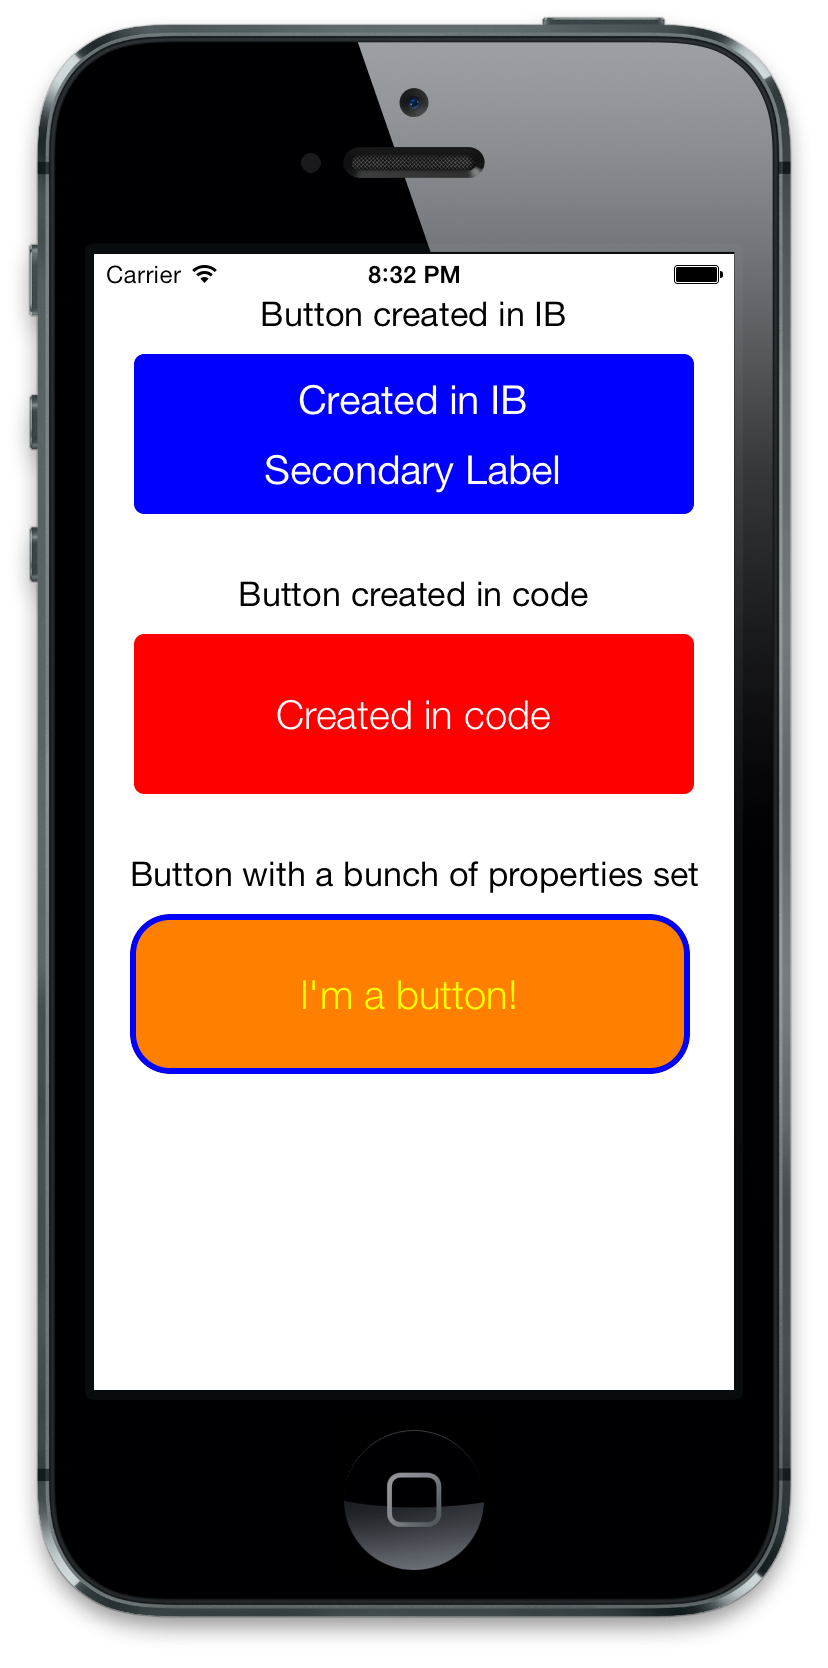 Carrier 8:32 PM
Button created in IB
Created in IB
Secondary Label
Button created in code
Created in code
Button with a bunch of properties set
I'm a button!